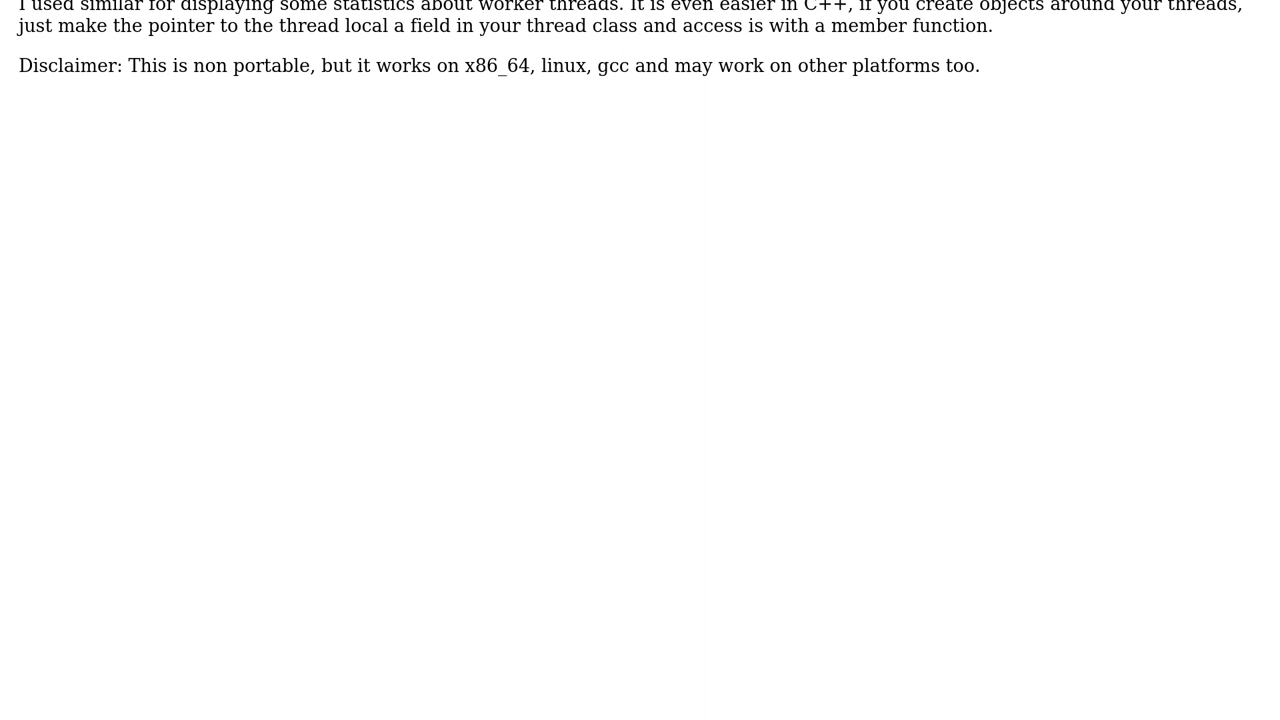 I used similar for displaying some statistics about worker threads. It is even easier in C++, if you create objects around your threads,
just make the pointer to the thread local a field in your thread class and access is with a member function.
Disclaimer: This is non portable, but it works on x86_64, linux, gcc and may work on other platforms too.